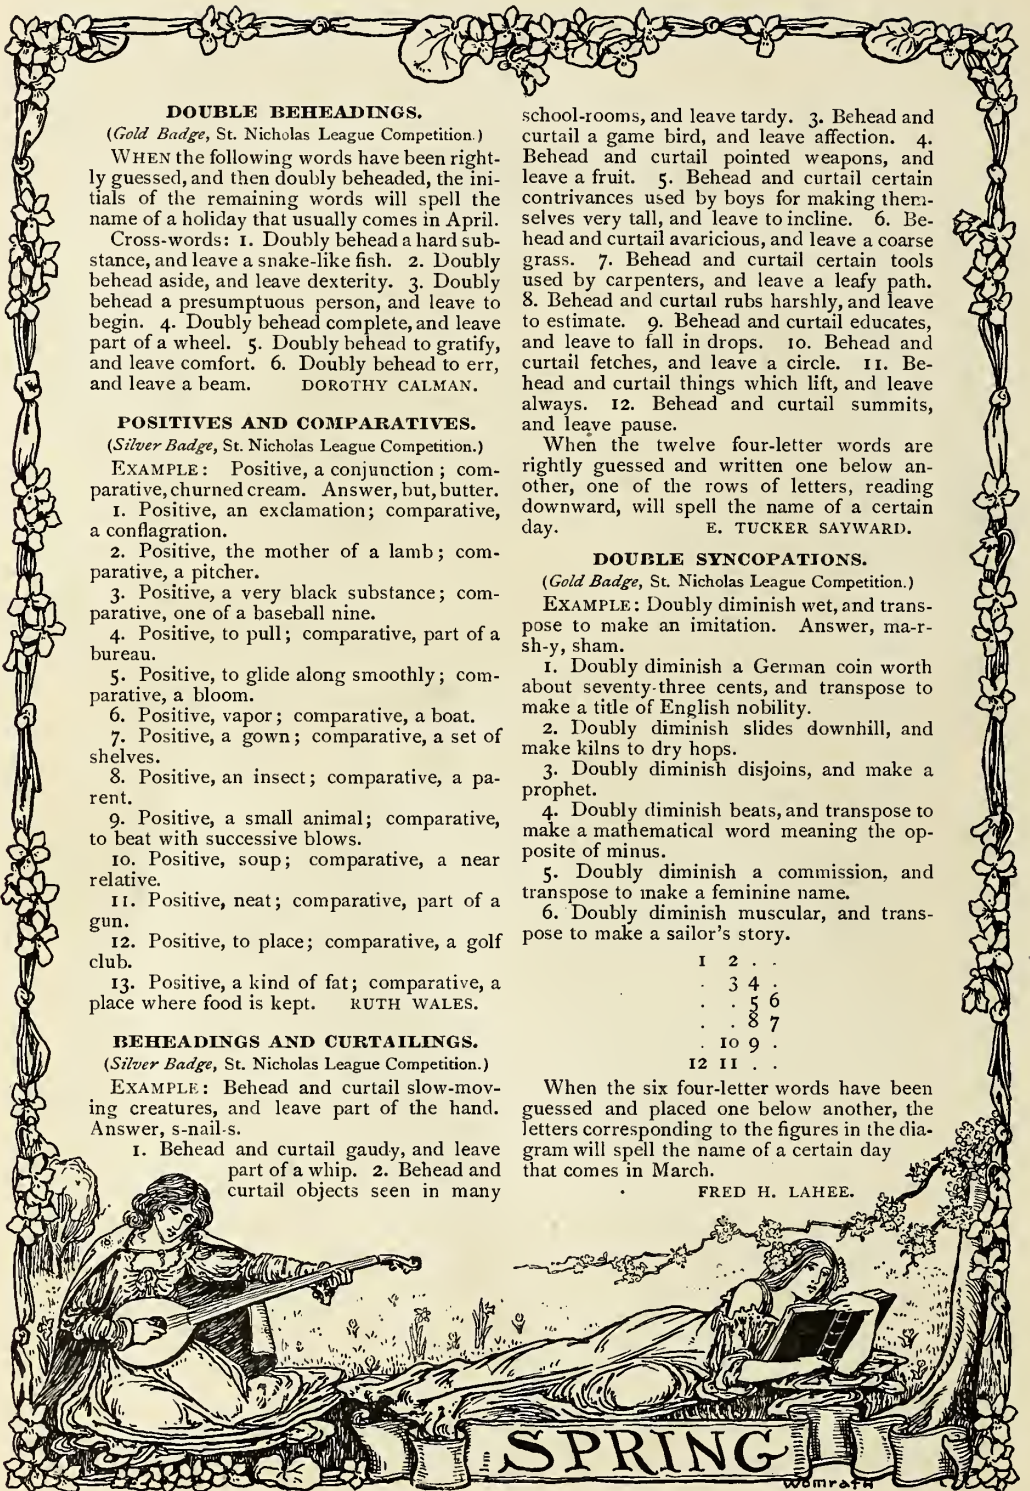 DOUBLE BEHEADINGS.
(Gold Badge, St. Nicholas League Competition.)
WHEN the following words have been right-
ly guessed, and then doubly beheaded, the ini-
tials of the remaining words will spell the
name of a holiday that usually comes in April.
Cross-words: 1. Doubly behead a hard sub-
stance, and leave a snake-like fish. 2. Doubly
behead aside, and leave dexterity. 3. Doubly
behead a presumptuous person, and leave to
begin. 4. Doubly behead complete, and leave
part of a wheel. 5. Doubly behead to gratify,
and leave comfort. 6. Doubly behead to err,
and leave a beam. DOROTHY CALMAN.
POSITIVES AND COMPARATIVES.
(Silver Badge, St. Nicholas League Competition.)
EXAMPLE: Positive, a conjunction; com-
parative, churned cream. Answer, but, butter.
1. Positive, an exclamation; comparative,
a conflagration.
2. Positive, the mother of a lamb; com-
parative, a pitcher.
3. Positive, a very black substance; com-
parative, one of a baseball nine.
4. Positive, to pull; comparative, part of a
bureau.
5. Positive, to glide along smoothly; com-
parative, a bloom.
6. Positive, vapor; comparative, a boat.
7. Positive, a gown; comparative, a set of
shelves.
8. Positive, an insect; comparative, a pa-
rent.
9. Positive, a small animal; comparative,
to beat with successive blows.
10. Positive, soup; comparative, a near
relative.
11. Positive, neat; comparative, part of a
gun.
12. Positive, to place; comparative, a golf
club.
13. Positive, a kind of fat; comparative, a
place where food is kept. RUTH WALES.
BEHEADINGS AND CURTAILINGS.
(Silver Badge, St. Nicholas League Competition.)
EXAMPLE: Behead and curtail slow-mov-
ing creatures, and leave part of the hand.
Answer, s-nail-s.
1. Behead and curtail gaudy, and leave
part of a whip. 2. Behead and
curtail objects seen in many
school-rooms, and leave tardy. 3. Behead and
curtail a game bird, and leave affection. 4.
Behead and curtail pointed weapons, and
leave a fruit. 5. Behead and curtail certain
contrivances used by boys for making them-
selves very tall, and leave to incline. 6. Be-
head and curtail avaricious, and leave a coarse
grass. 7. Behead and curtail certain tools
used by carpenters, and leave a leafy path.
8. Behead and curtail rubs harshly, and leave
to estimate. 9. Behead and curtail educates,
and leave to fall in drops. 10. Behead and
curtail fetches, and leave a circle. 11. Be-
head and curtail things which lift, and leave
always. 12. Behead and curtail summits,
and leave pause.
When the twelve four-letter words are
rightly guessed and written one below an-
other, one of the rows of letters, reading
downward, will spell the name of a certain
day. E. TUCKER SAYWARD.
DOUBLE SYNCOPATIONS.
(Gold Badge, St. Nicholas League Competition.)
EXAMPLE: Doubly diminish wet, and trans-
pose to make an imitation. Answer, ma-r-
sh-y, sham.
1. Doubly diminish a German coin worth
about seventy-three cents, and transpose to
make a title of English nobility.
2. Doubly diminish slides downhill, and
make kilns to dry hops.
3. Doubly diminish disjoins, and make a
prophet.
4. Doubly diminish beats, and transpose to
make a mathematical word meaning the op-
posite of minus.
5. Doubly diminish a commission, and
transpose to make a feminine name.
6. Doubly diminish muscular, and trans-
pose to make a sailor's story.
1 2 . .
. 3 4 .
. . 5 6
. . 8 7
. 10 9 .
12 11 . .
When the six four-letter words have been
guessed and placed one below another, the
letters corresponding to the figures in the dia-
gram will spell the name of a certain day
that comes in March.
FRED H. LAHEE.
SPRING
Womrath